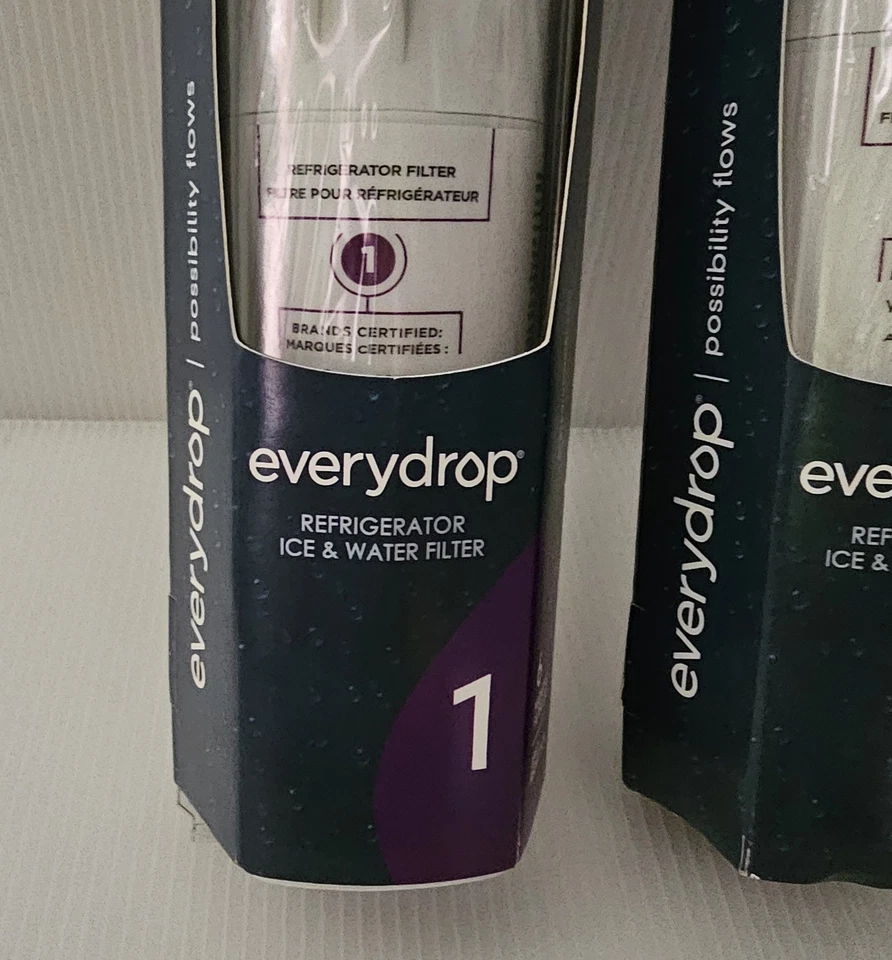 REFRIGERATOR FILTER
FILTRE POUR RÉFRIGÉRATEUR
1
BRANDS CERTIFIED:
MARQUES CERTIFIÉES :
everydrop®
REFRIGERATOR
ICE & WATER FILTER
1
everydrop® | possibility flows
everydrop® | possibility flows
eve
REF
ICE &